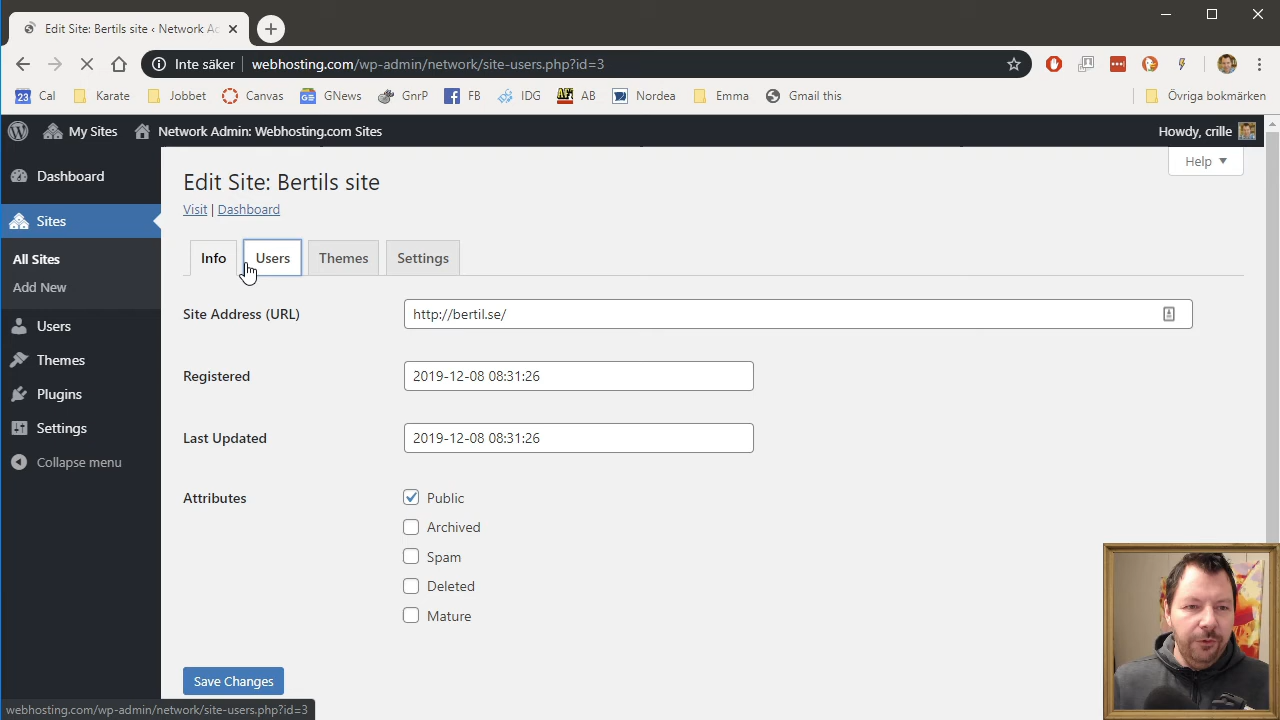 Edit Site: Bertils site ‹ Network Ac
Inte säker
webhosting.com/wp-admin/network/site-users.php?id=3
23 Cal
Karate
Jobbet
Canvas
GNews
GnrP
FB
IDG
AB
Nordea
Emma
Gmail this
Övriga bokmärken
My Sites
Network Admin: Webhosting.com Sites
Howdy, crille
Help
Dashboard
Sites
All Sites
Add New
Users
Themes
Plugins
Settings
Collapse menu
Edit Site: Bertils site
Visit | Dashboard
Info
Users
Themes
Settings
Site Address (URL)
http://bertil.se/
Registered
2019-12-08 08:31:26
Last Updated
2019-12-08 08:31:26
Attributes
Public
Archived
Spam
Deleted
Mature
Save Changes
webhosting.com/wp-admin/network/site-users.php?id=3